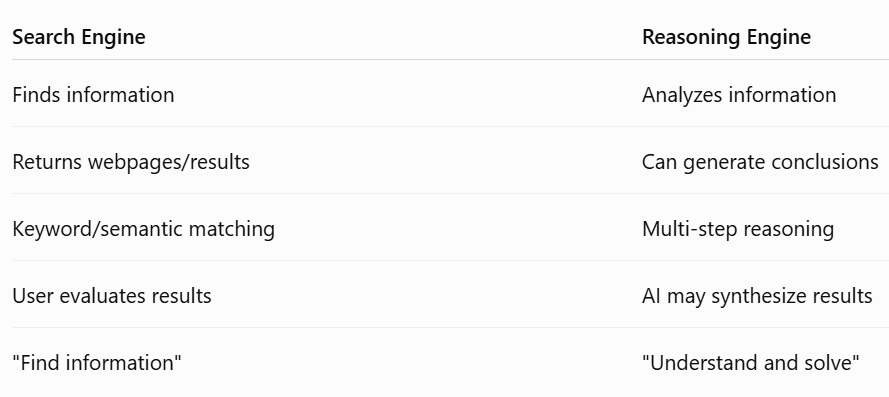 Search Engine Reasoning Engine
Finds information Analyzes information
Returns webpages/results Can generate conclusions
Keyword/semantic matching Multi-step reasoning
User evaluates results AI may synthesize results
"Find information" "Understand and solve"